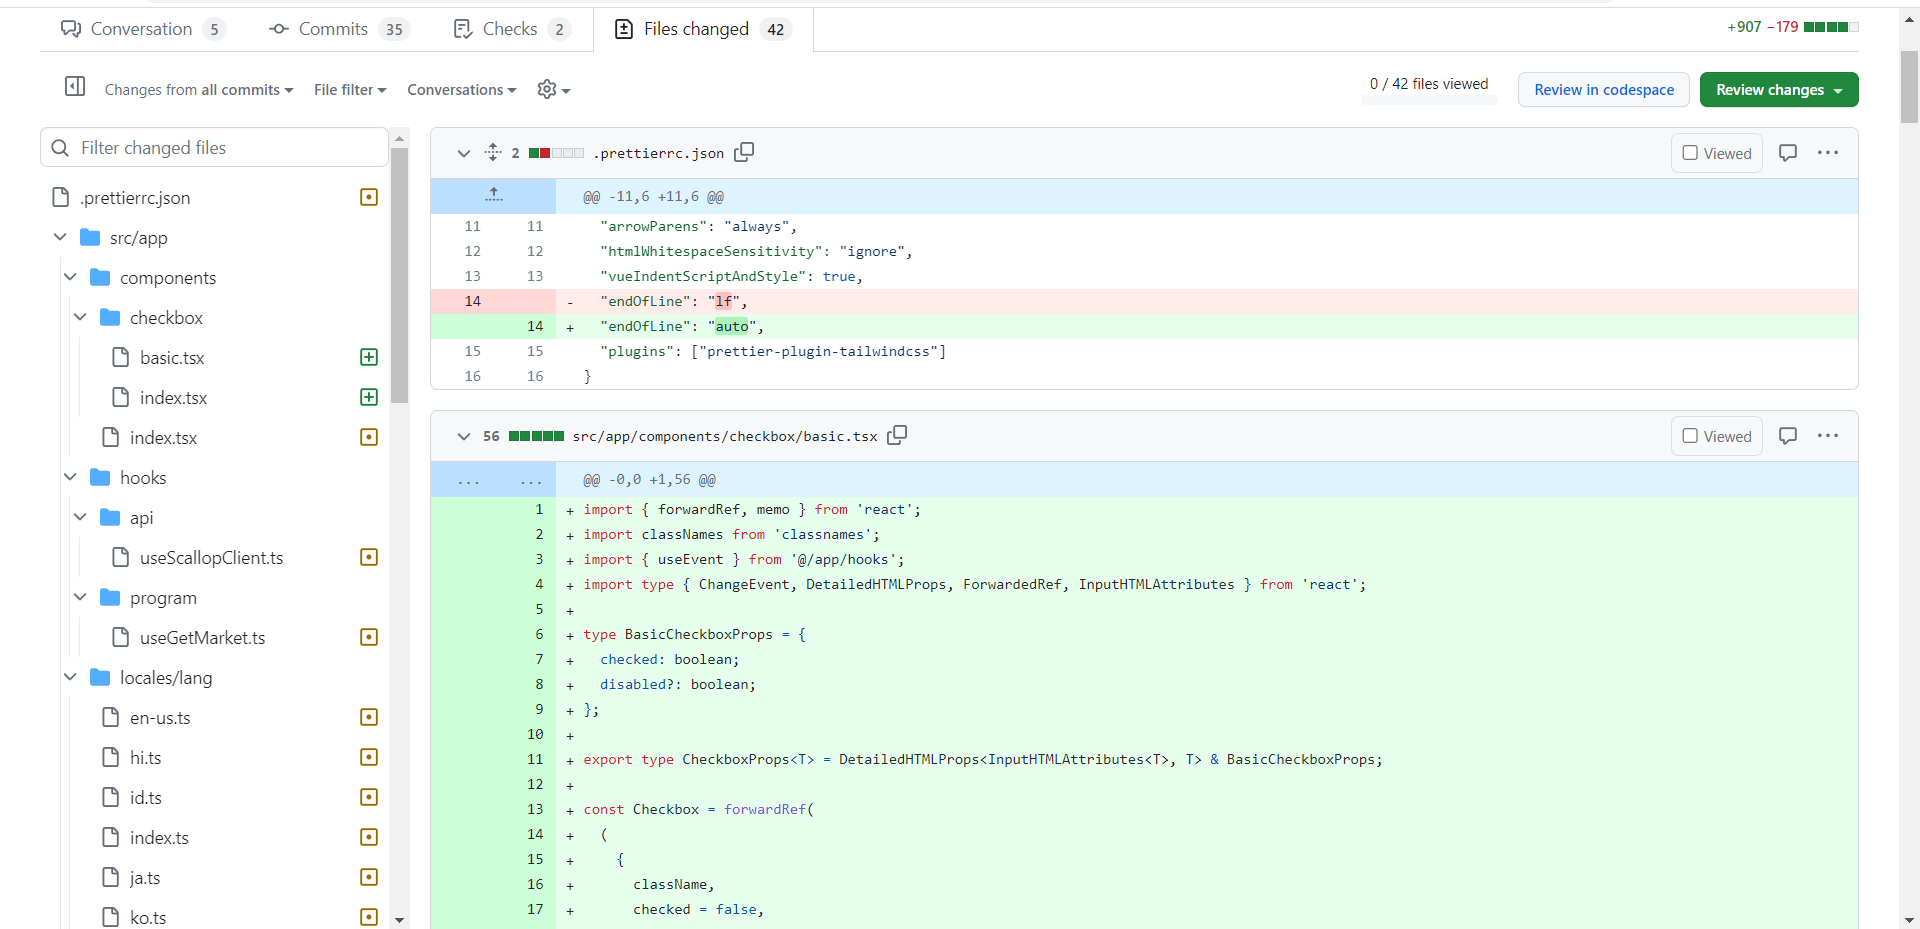 Conversation 5 Commits 35 Checks 2 Files changed 42 +907 −179
Changes from all commits File filter Conversations 0 / 42 files viewed Review in codespace Review changes
Filter changed files
.prettierrc.json
src/app
components
checkbox
basic.tsx
index.tsx
index.tsx
hooks
api
useScallopClient.ts
program
useGetMarket.ts
locales/lang
en-us.ts
hi.ts
id.ts
index.ts
ja.ts
ko.ts
2 .prettierrc.json Viewed
@@ -11,6 +11,6 @@
11 11 "arrowParens": "always",
12 12 "htmlWhitespaceSensitivity": "ignore",
13 13 "vueIndentScriptAndStyle": true,
14 - "endOfLine": "lf",
14 + "endOfLine": "auto",
15 15 "plugins": ["prettier-plugin-tailwindcss"]
16 16 }
56 src/app/components/checkbox/basic.tsx Viewed
... ... @@ -0,0 +1,56 @@
1 + import { forwardRef, memo } from 'react';
2 + import classNames from 'classnames';
3 + import { useEvent } from '@/app/hooks';
4 + import type { ChangeEvent, DetailedHTMLProps, ForwardedRef, InputHTMLAttributes } from 'react';
5 +
6 + type BasicCheckboxProps = {
7 + checked: boolean;
8 + disabled?: boolean;
9 + };
10 +
11 + export type CheckboxProps<T> = DetailedHTMLProps<InputHTMLAttributes<T>, T> & BasicCheckboxProps;
12 +
13 + const Checkbox = forwardRef(
14 + (
15 + {
16 + className,
17 + checked = false,